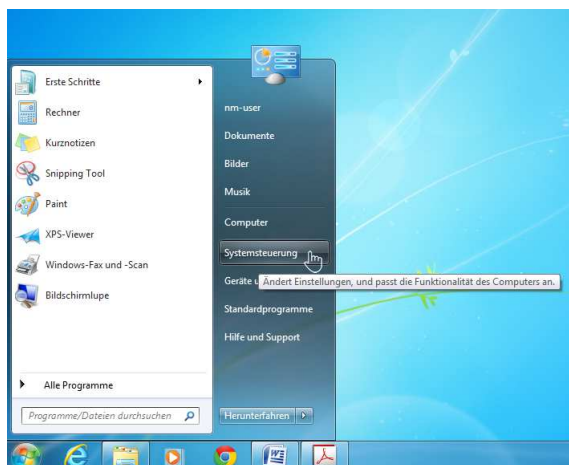 Erste Schritte
Rechner
Kurznotizen
Snipping Tool
Paint
XPS-Viewer
Windows-Fax und -Scan
Bildschirmlupe
Alle Programme
Programme/Dateien durchsuchen
nm-user
Dokumente
Bilder
Musik
Computer
Systemsteuerung
Geräte u
Ändert Einstellungen, und passt die Funktionalität des Computers an.
Standardprogramme
Hilfe und Support
Herunterfahren